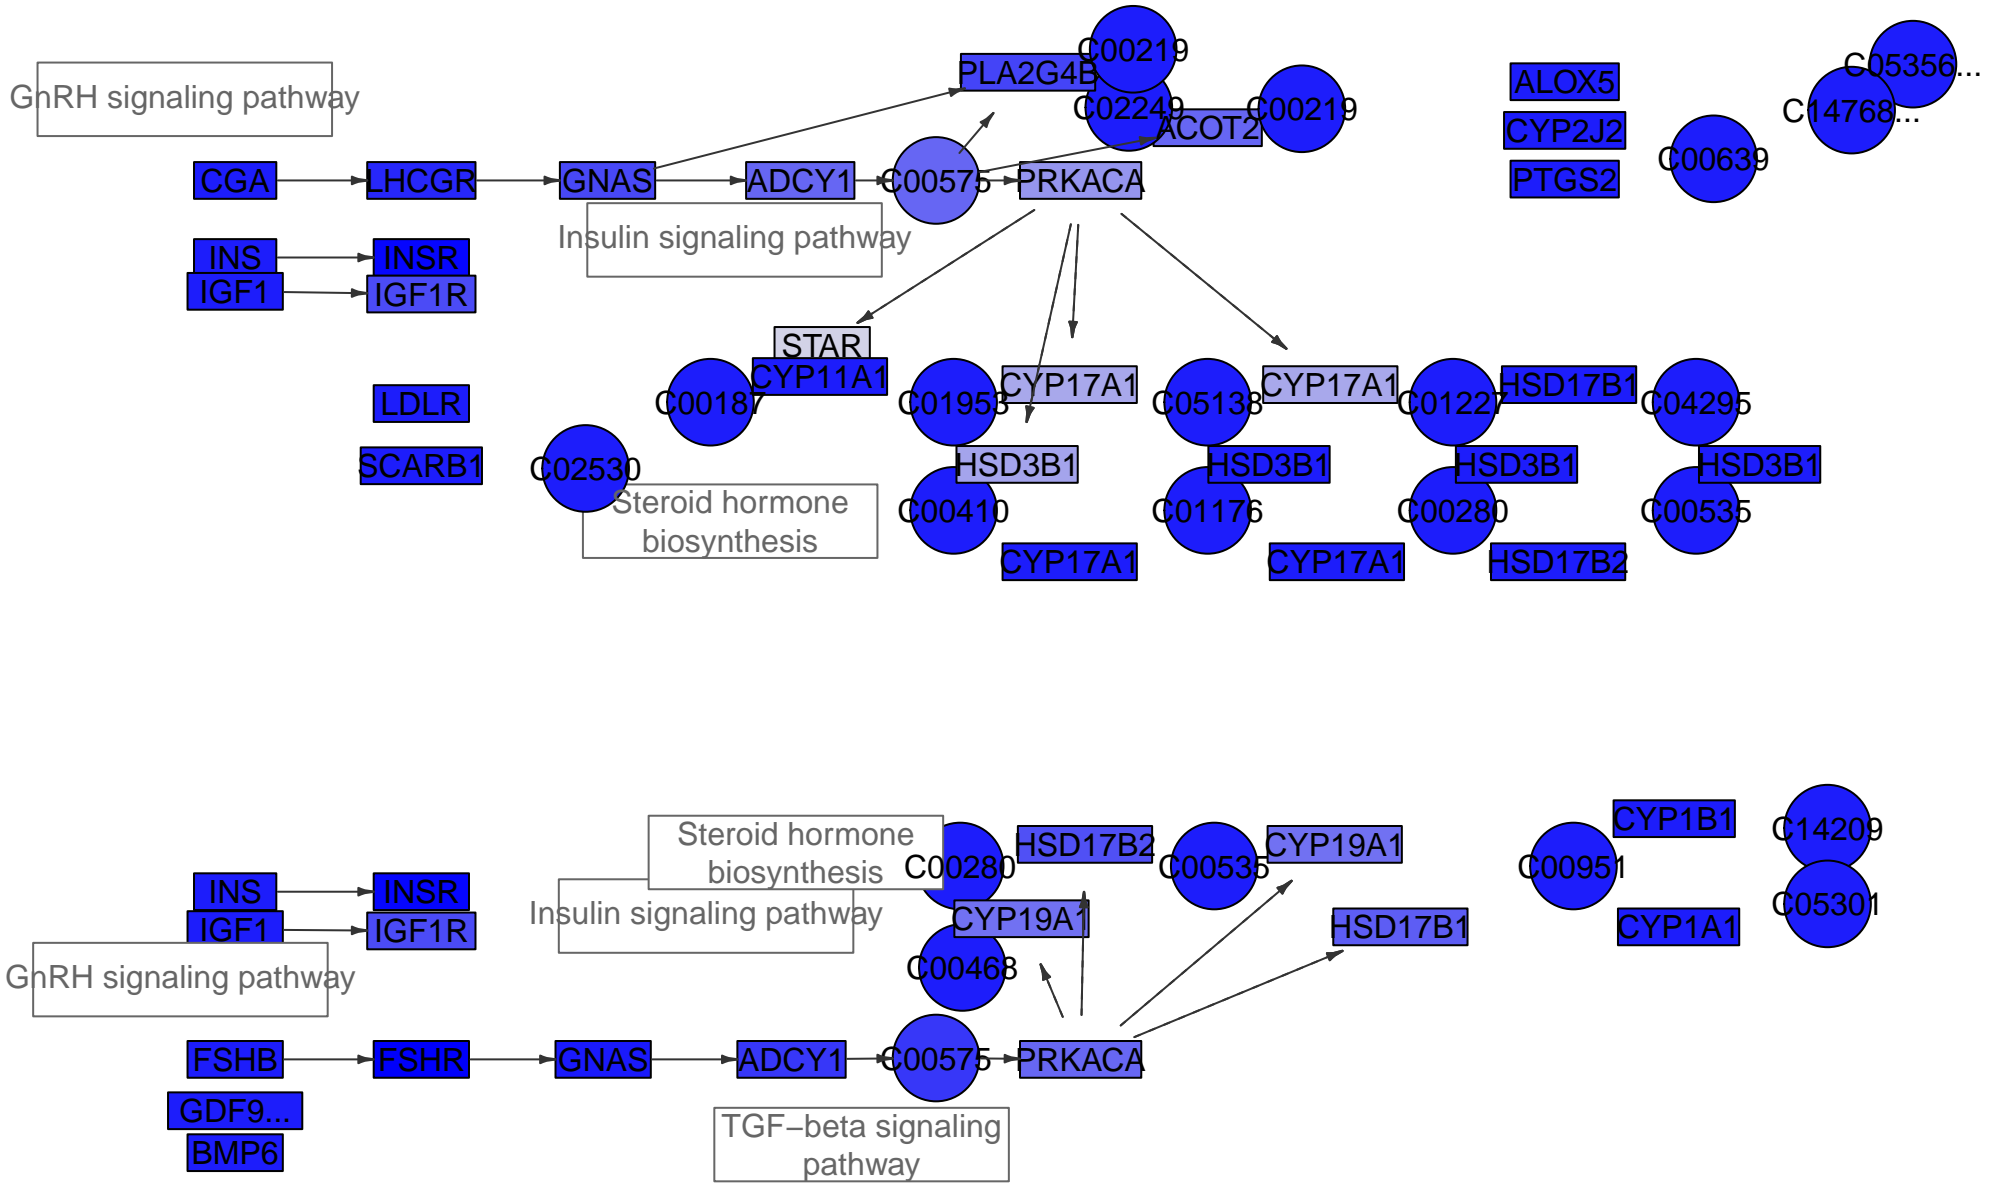 C00219
C05356...
PLA2G4B
ALOX5
GnRH signaling pathway
C02249
C00219
C14768...
ACOT2
CYP2J2
C00639
CGA
LHCGR
GNAS
ADCY1
C00575
PRKACA
PTGS2
Insulin signaling pathway
INS
INSR
IGF1
IGF1R
STAR
CYP11A1
CYP17A1
CYP17A1
HSD17B1
LDLR
C00187
C01953
C05138
C01227
C04295
SCARB1
C02530
HSD3B1
HSD3B1
HSD3B1
HSD3B1
Steroid hormone
biosynthesis
C00410
C01176
C00280
C00535
CYP17A1
CYP17A1
HSD17B2
Steroid hormone
biosynthesis
C00280
HSD17B2
C00535
CYP19A1
C00951
CYP1B1
C14209
INS
INSR
Insulin signaling pathway
CYP19A1
C05301
IGF1
IGF1R
HSD17B1
CYP1A1
GnRH signaling pathway
C00468
FSHB
FSHR
GNAS
ADCY1
C00575
PRKACA
GDF9...
BMP6
TGF−beta signaling
pathway